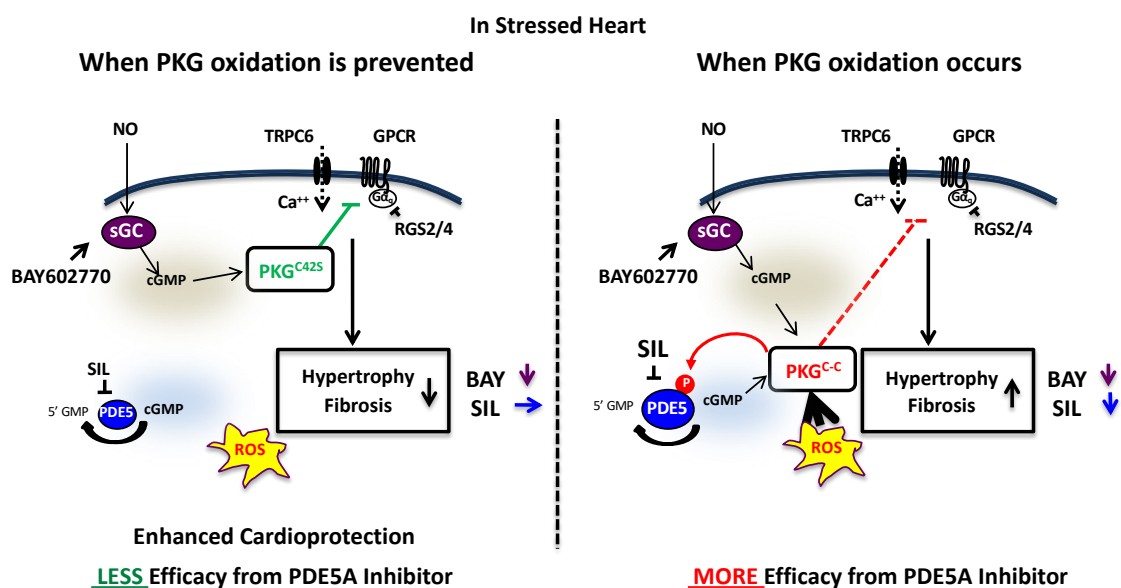 In Stressed Heart
When PKG oxidation is prevented
NO
TRPC6
GPCR
Gαq
Ca++
RGS2/4
sGC
BAY602770
cGMP
PKGC42S
SIL
5’ GMP
PDE5
cGMP
ROS
Hypertrophy
Fibrosis
BAY
SIL
Enhanced Cardioprotection
LESS Efficacy from PDE5A Inhibitor
When PKG oxidation occurs
NO
TRPC6
GPCR
Gαq
Ca++
RGS2/4
sGC
BAY602770
cGMP
SIL
P
PKGC-C
5’ GMP
PDE5
cGMP
ROS
Hypertrophy
Fibrosis
BAY
SIL
MORE Efficacy from PDE5A Inhibitor